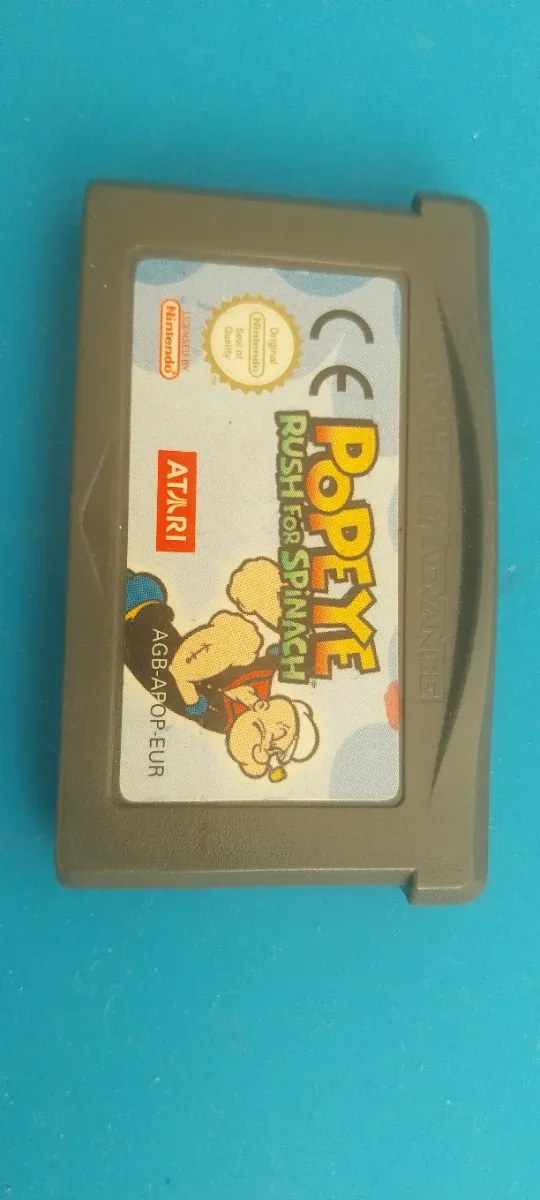 GAME BOY ADVANCE
CE
POPEYE
RUSH FOR SPINACH
Original
Nintendo
Seal of
Quality
TM
LICENSED BY
Nintendo®
ATARI
AGB-APOP-EUR